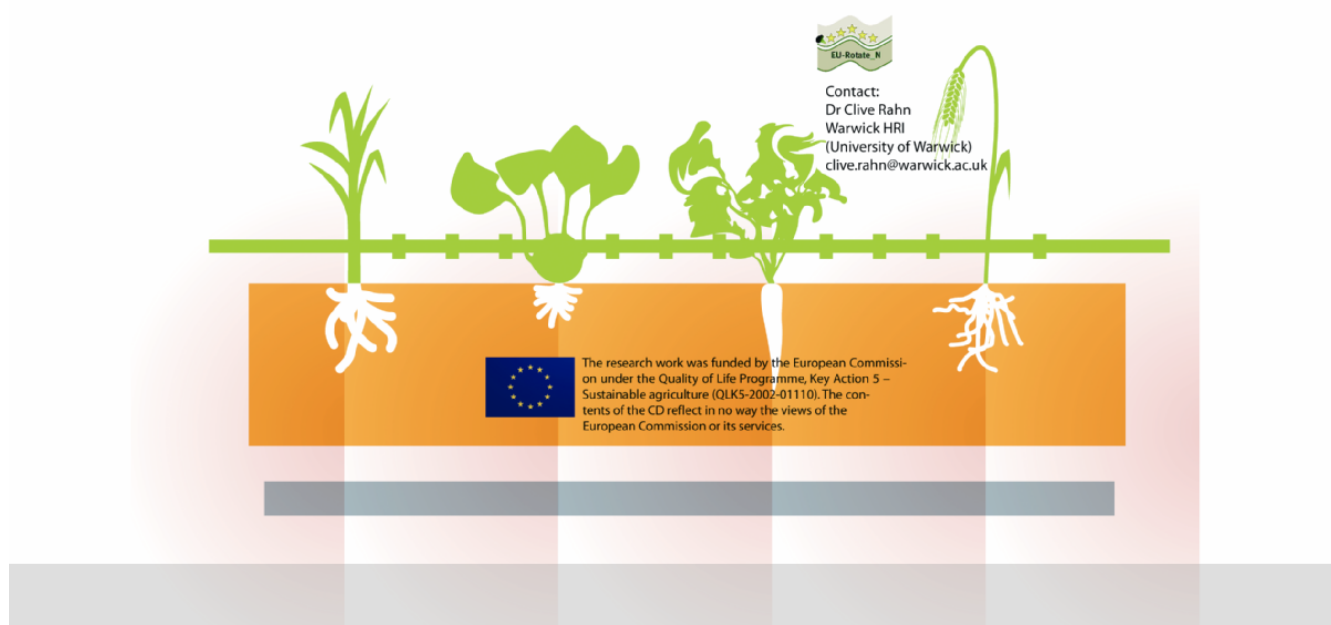 EU-Rotate_N
Contact:
Dr Clive Rahn
Warwick HRI
(University of Warwick)
clive.rahn@warwick.ac.uk
The research work was funded by the European Commissi-
on under the Quality of Life Programme, Key Action 5 –
Sustainable agriculture (QLK5-2002-01110). The con-
tents of the CD reflect in no way the views of the
European Commission or its services.